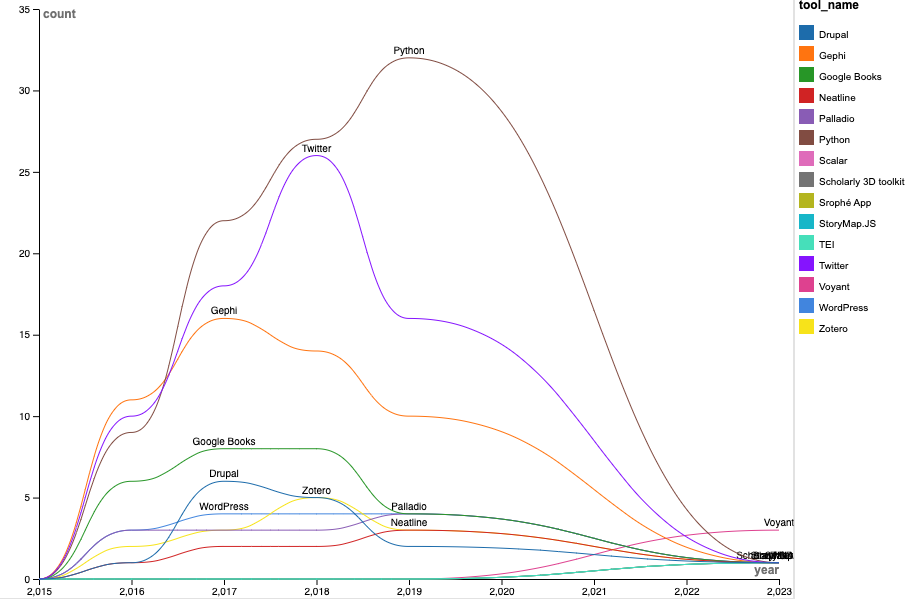 tool_name
35
count
Drupal
Gephi
Google Books
Neatline
Palladio
Python
Scalar
Scholarly 3D toolkit
Srophé App
StoryMap.JS
TEI
Twitter
Voyant
WordPress
Zotero
Python
30
Twitter
25
20
Gephi
15
10
Google Books
Drupal
Zotero
5
WordPress
Palladio
Neatline
Voyant
year
0
2,015
2,016
2,017
2,018
2,019
2,020
2,021
2,022
2,023